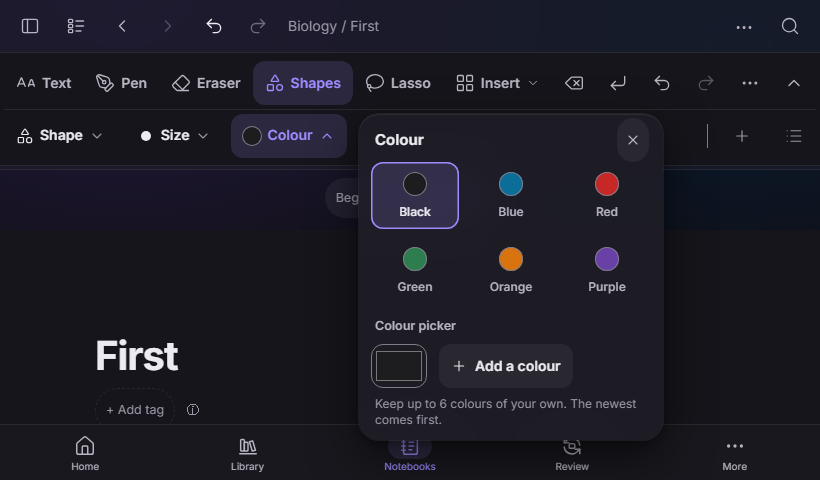 Biology / First
Text
Pen
Eraser
Shapes
Lasso
Insert
Shape
Size
Colour
Colour
Black
Blue
Red
Green
Orange
Purple
Colour picker
+ Add a colour
Keep up to 6 colours of your own. The newest
comes first.
Beg
First
+ Add tag
Home
Library
Notebooks
Review
More